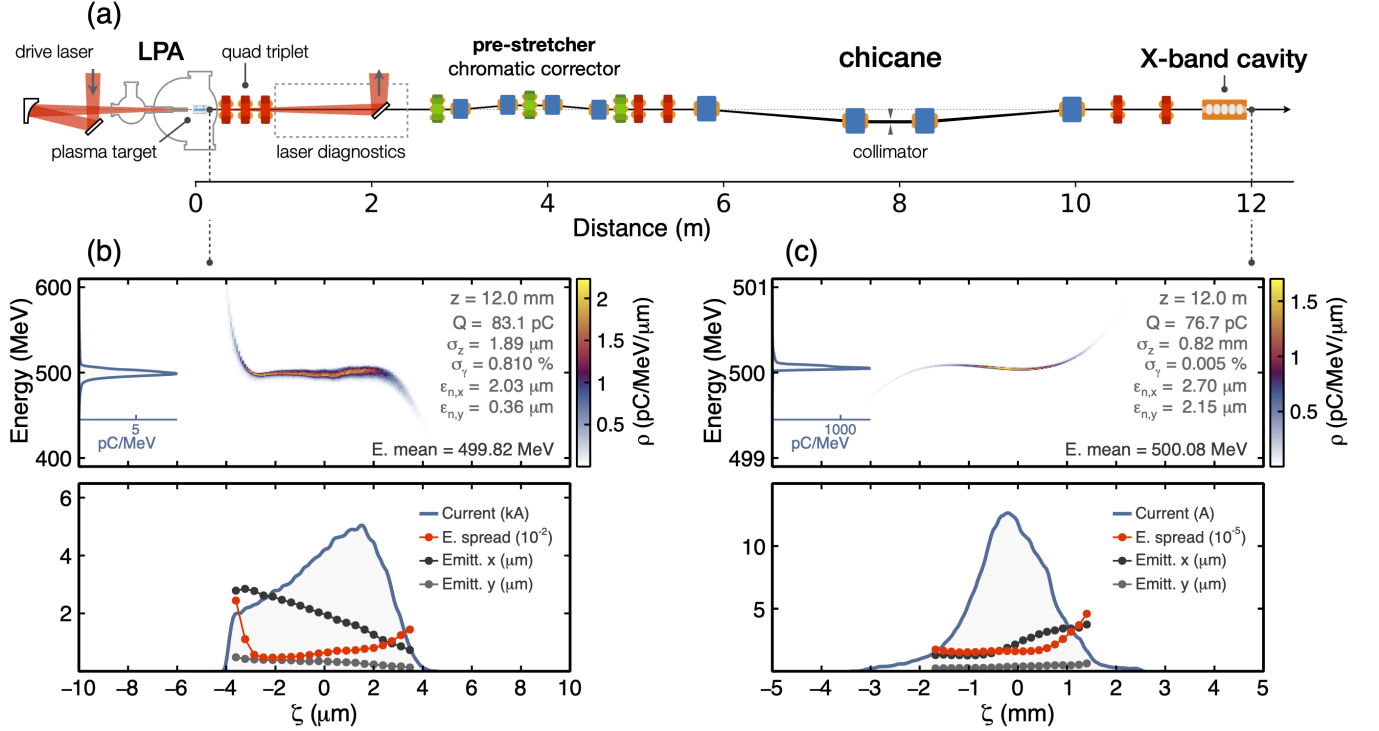 (a)
drive laser
LPA
quad triplet
pre-stretcher
chromatic corrector
chicane
X-band cavity
plasma target
laser diagnostics
collimator
0 2 4 6 8 10 12
Distance (m)
(b)
600
500
400
Energy (MeV)
5
pC/MeV
z = 12.0 mm
Q = 83.1 pC
σz = 1.89 μm
σγ = 0.810 %
εn,x = 2.03 μm
εn,y = 0.36 μm
E. mean = 499.82 MeV
2
1.5
1
0.5
ρ (pC/MeV/μm)
6
4
2
Current (kA)
E. spread (10-2)
Emitt. x (μm)
Emitt. y (μm)
−10 −8 −6 −4 −2 0 2 4 6 8 10
ζ (μm)
(c)
501
500
499
Energy (MeV)
1000
pC/MeV
z = 12.0 m
Q = 76.7 pC
σz = 0.82 mm
σγ = 0.005 %
εn,x = 2.70 μm
εn,y = 2.15 μm
E. mean = 500.08 MeV
1.5
1
0.5
ρ (pC/MeV/μm)
10
5
Current (A)
E. spread (10-5)
Emitt. x (μm)
Emitt. y (μm)
−5 −4 −3 −2 −1 0 1 2 3 4 5
ζ (mm)